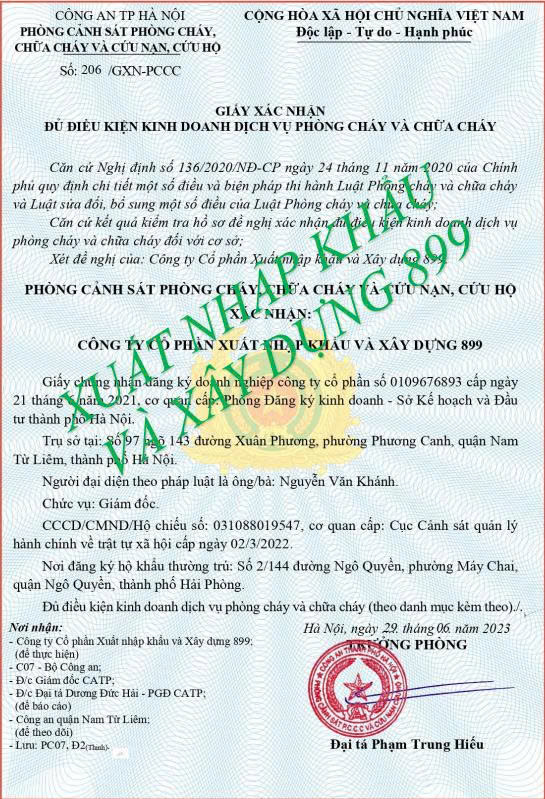 CÔNG AN TP HÀ NỘI
PHÒNG CẢNH SÁT PHÒNG CHÁY,
CHỮA CHÁY VÀ CỨU NẠN, CỨU HỘ
Số: 206 /GXN-PCCC
CỘNG HÒA XÃ HỘI CHỦ NGHĨA VIỆT NAM
Độc lập - Tự do - Hạnh phúc
GIẤY XÁC NHẬN
ĐỦ ĐIỀU KIỆN KINH DOANH DỊCH VỤ PHÒNG CHÁY VÀ CHỮA CHÁY
Căn cứ Nghị định số 136/2020/NĐ-CP ngày 24 tháng 11 năm 2020 của Chính
phủ quy định chi tiết một số điều và biện pháp thi hành Luật Phòng cháy và chữa cháy
và Luật sửa đổi, bổ sung một số điều của Luật Phòng cháy và chữa cháy;
Căn cứ kết quả kiểm tra hồ sơ đề nghị xác nhận đủ điều kiện kinh doanh dịch vụ
phòng cháy và chữa cháy đối với cơ sở;
Xét đề nghị của: Công ty Cổ phần Xuất nhập khẩu và Xây dựng 899.
PHÒNG CẢNH SÁT PHÒNG CHÁY, CHỮA CHÁY VÀ CỨU NẠN, CỨU HỘ
XÁC NHẬN:
CÔNG TY CỔ PHẦN XUẤT NHẬP KHẨU VÀ XÂY DỰNG 899
Giấy chứng nhận đăng ký doanh nghiệp công ty cổ phần số 0109676893 cấp ngày
21 tháng 6 năm 2021, cơ quan cấp: Phòng Đăng ký kinh doanh - Sở Kế hoạch và Đầu
tư thành phố Hà Nội.
Trụ sở tại: Số 97 ngõ 143 đường Xuân Phương, phường Phương Canh, quận Nam
Từ Liêm, thành phố Hà Nội.
Người đại diện theo pháp luật là ông/bà: Nguyễn Văn Khánh.
Chức vụ: Giám đốc.
CCCD/CMND/Hộ chiếu số: 031088019547, cơ quan cấp: Cục Cảnh sát quản lý
hành chính về trật tự xã hội cấp ngày 02/3/2022.
Nơi đăng ký hộ khẩu thường trú: Số 2/144 đường Ngô Quyền, phường Máy Chai,
quận Ngô Quyền, thành phố Hải Phòng.
Đủ điều kiện kinh doanh dịch vụ phòng cháy và chữa cháy (theo danh mục kèm theo)./.
XUẤT NHẬP KHẨU
VÀ XÂY DỰNG 899
Nơi nhận:
- Công ty Cổ phần Xuất nhập khẩu và Xây dựng 899;
(để thực hiện)
- C07 - Bộ Công an;
- Đ/c Giám đốc CATP;
- Đ/c Đại tá Dương Đức Hải - PGĐ CATP;
(để báo cáo)
- Công an quận Nam Từ Liêm;
(để theo dõi)
- Lưu: PC07, Đ2(Thanh).
Hà Nội, ngày 29 tháng 06 năm 2023
TRƯỞNG PHÒNG
Đại tá Phạm Trung Hiếu